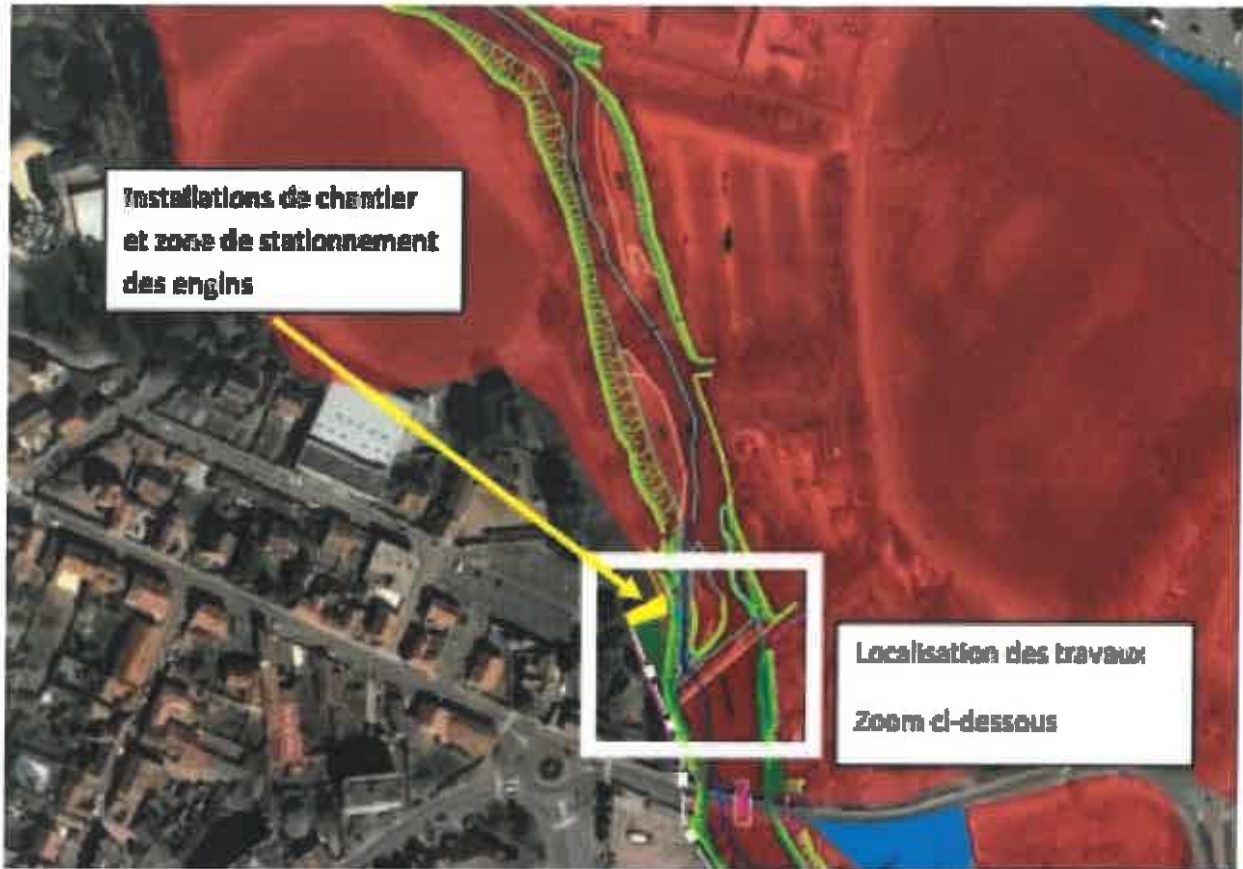 Installations de chantier
et zone de stationnement
des engins
Localisation des travaux
Zoom ci-dessous